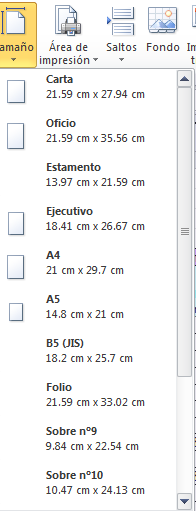 amaño
Área de
impresión
Saltos
Fondo
Im
Carta
21.59 cm x 27.94 cm
Oficio
21.59 cm x 35.56 cm
Estamento
13.97 cm x 21.59 cm
Ejecutivo
18.41 cm x 26.67 cm
A4
21 cm x 29.7 cm
A5
14.8 cm x 21 cm
B5 (JIS)
18.2 cm x 25.7 cm
Folio
21.59 cm x 33.02 cm
Sobre nº9
9.84 cm x 22.54 cm
Sobre nº10
10.47 cm x 24.13 cm